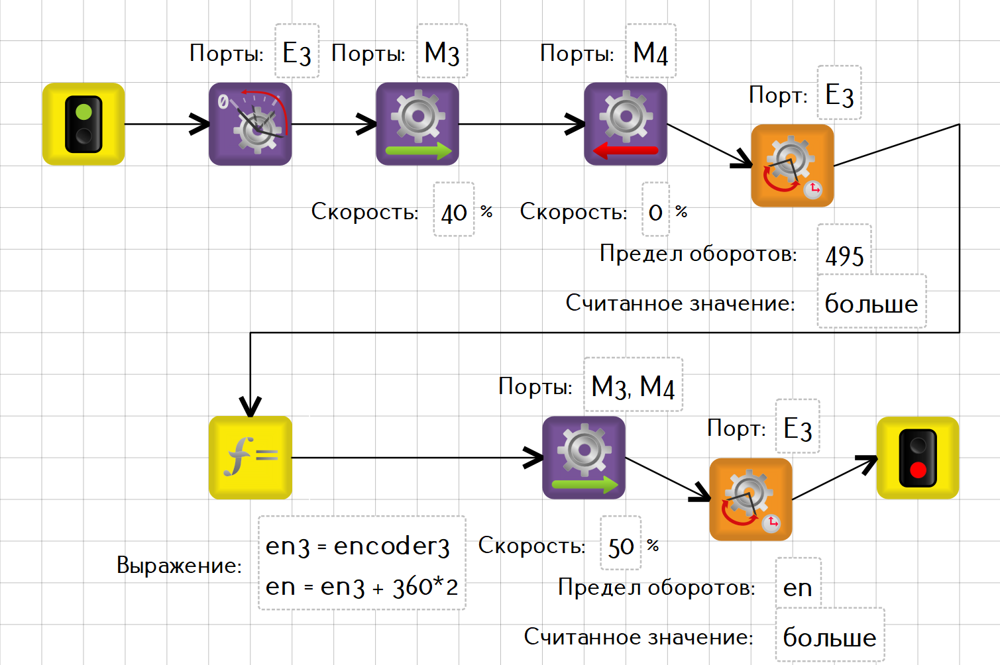 Порты: E3 Порты: M3 Порты: M4
Порт: E3
0
Скорость: 40 % Скорость: 0 %
Предел оборотов: 495
Считанное значение: больше
Порты: M3, M4
Порт: E3
f=
Выражение: en3 = encoder3
en = en3 + 360*2
Скорость: 50 %
Предел оборотов: en
Считанное значение: больше